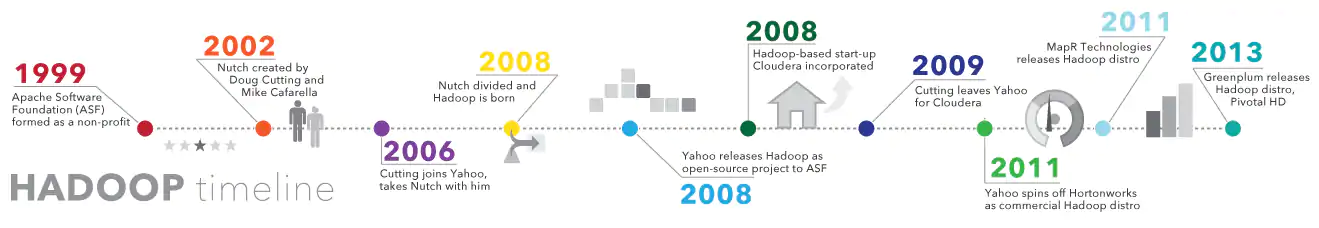 1999
Apache Software
Foundation (ASF)
formed as a non-profit
2002
Nutch created by
Doug Cutting and
Mike Cafarella
2006
Cutting joins Yahoo,
takes Nutch with him
2008
Nutch divided and
Hadoop is born
Yahoo releases Hadoop as
open-source project to ASF
2008
2008
Hadoop-based start-up
Cloudera incorporated
2009
Cutting leaves Yahoo
for Cloudera
2011
Yahoo spins off Hortonworks
as commercial Hadoop distro
2011
MapR Technologies
releases Hadoop distro
2013
Greenplum releases
Hadoop distro,
Pivotal HD
HADOOP timeline